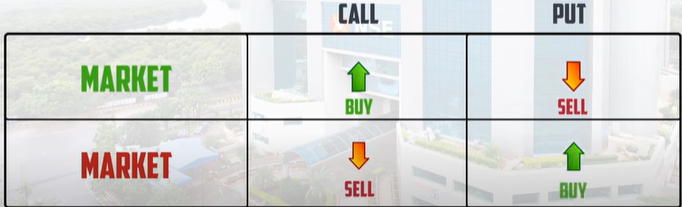 CALL PUT
NSE
MARKET BUY SELL
MARKET SELL BUY